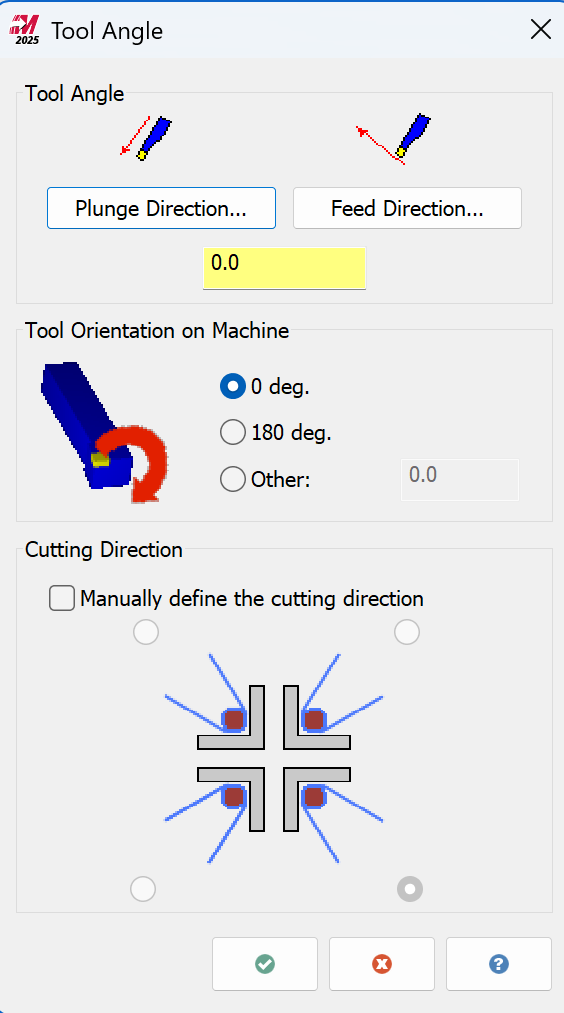 2025
Tool Angle
Tool Angle
Plunge Direction...
Feed Direction...
0.0
Tool Orientation on Machine
0 deg.
180 deg.
Other:
0.0
Cutting Direction
Manually define the cutting direction
?